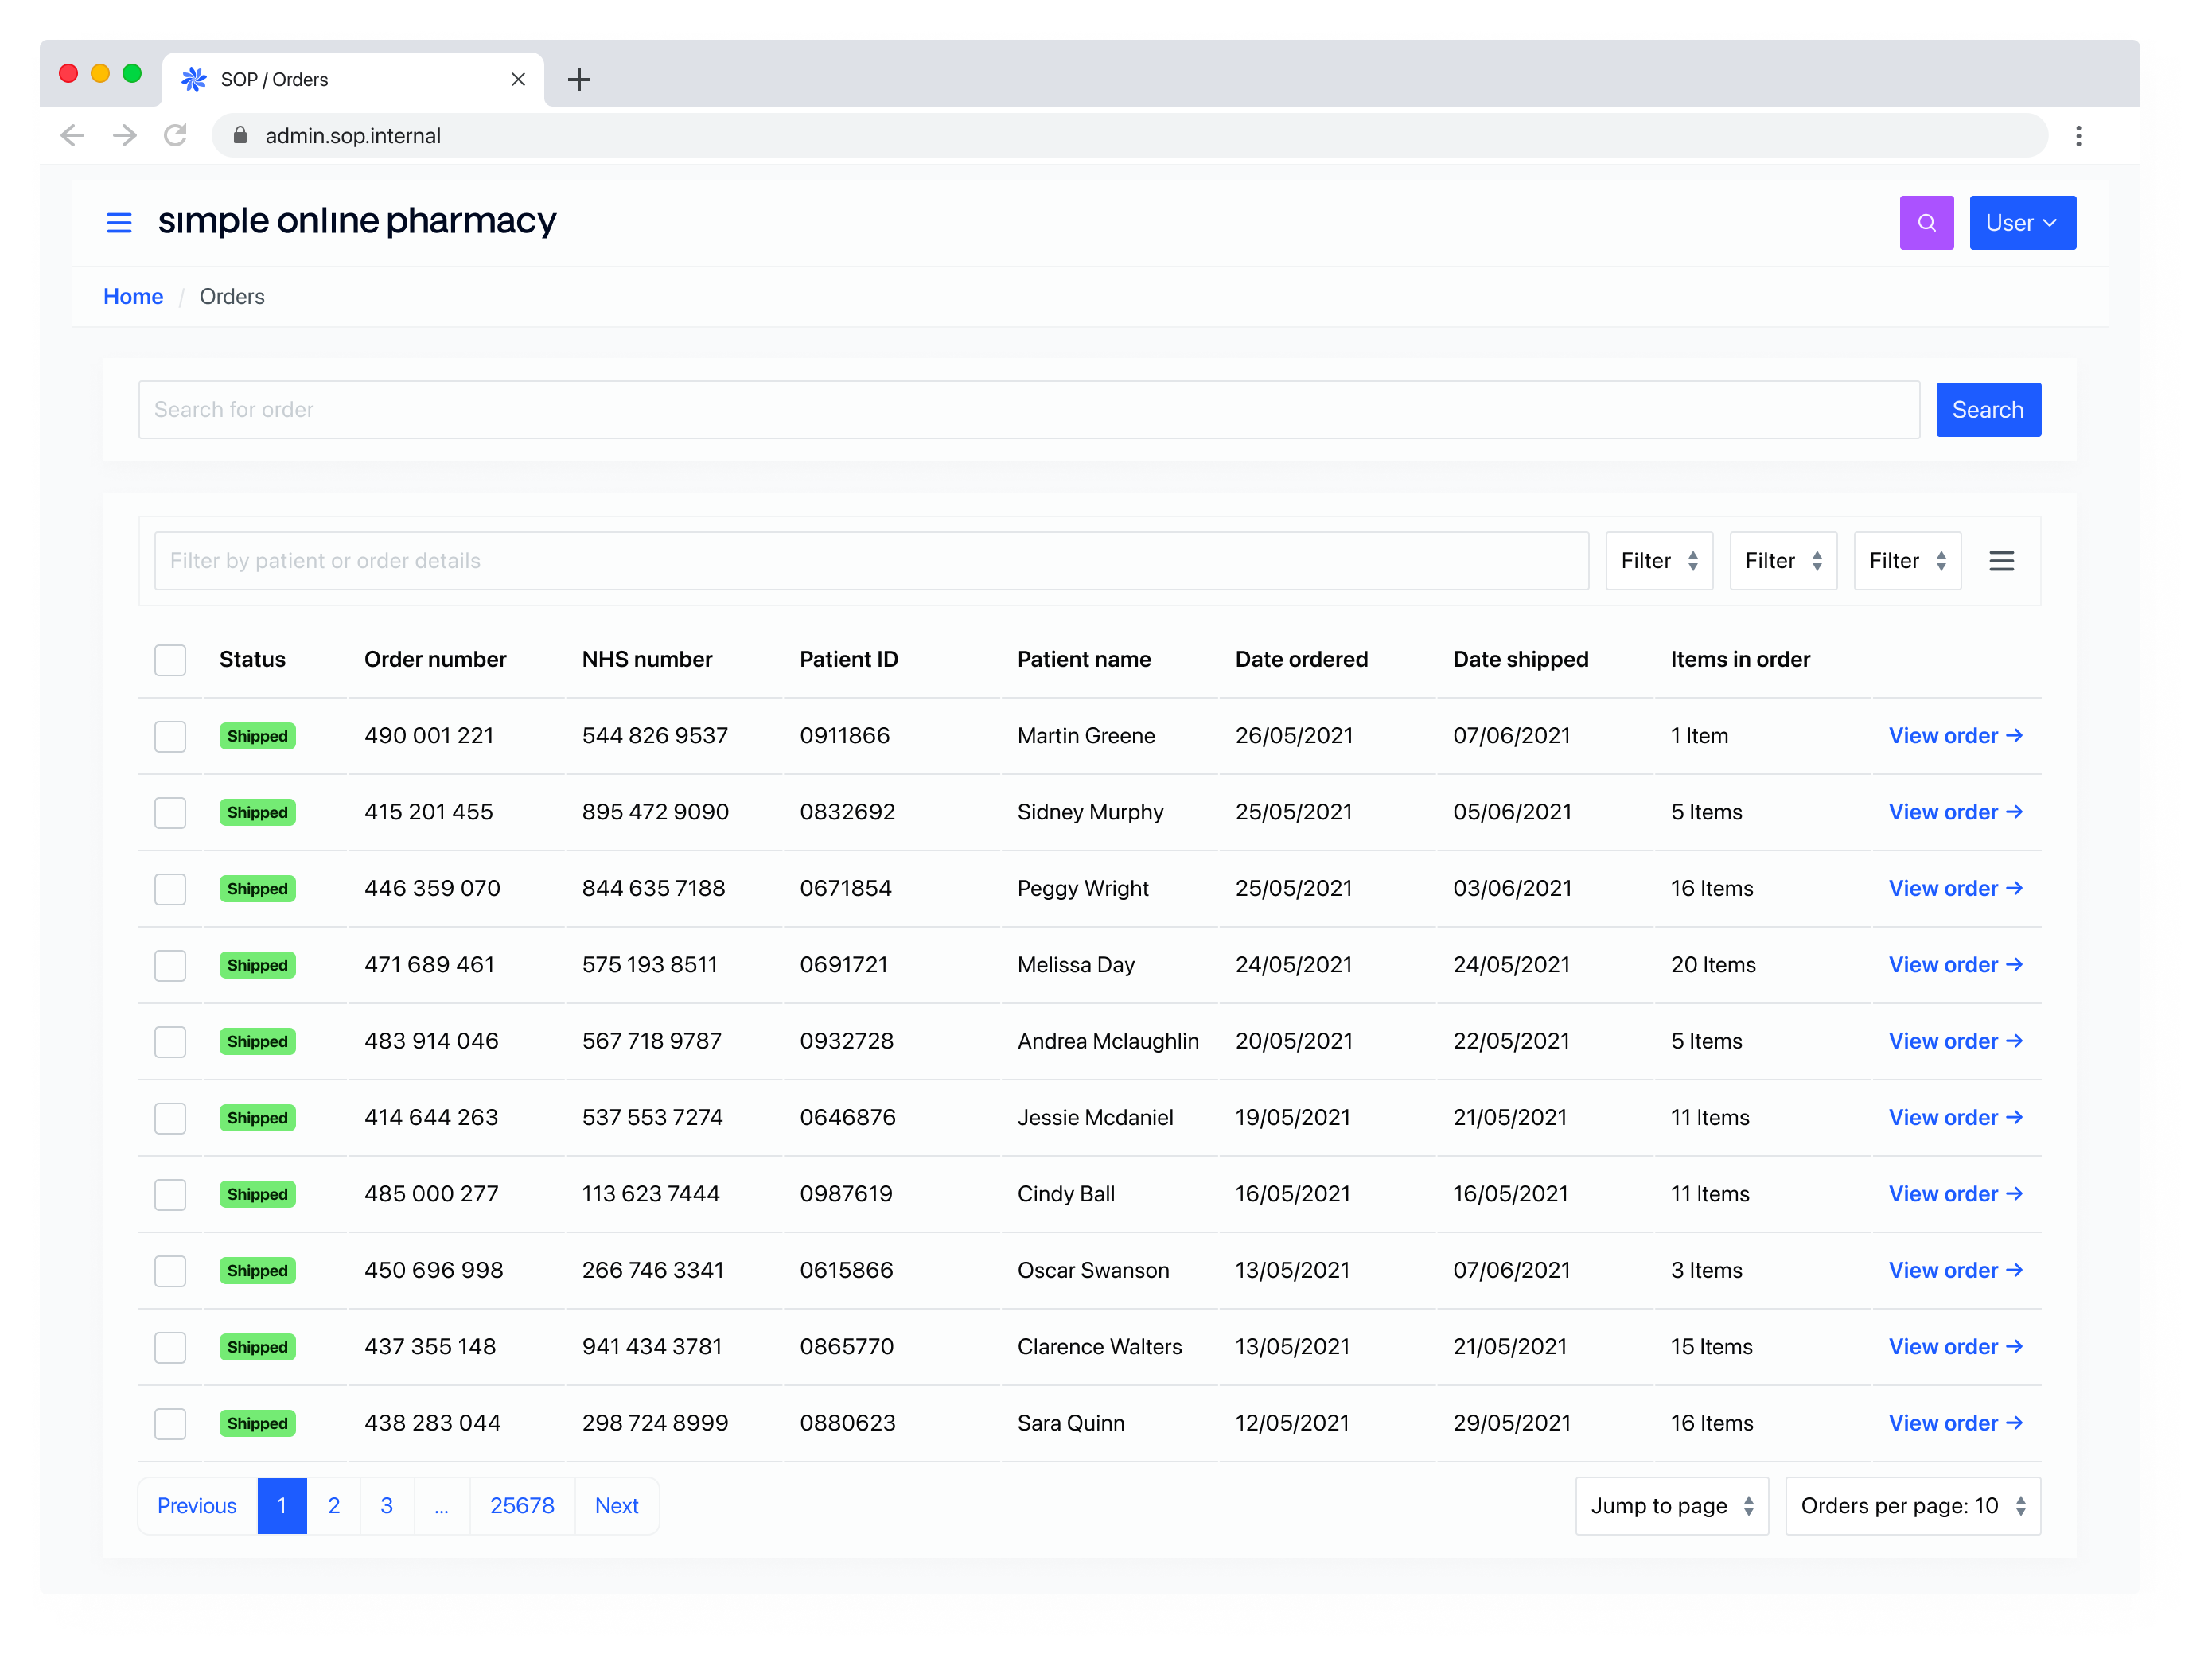 SOP / Orders
admin.sop.internal
simple online pharmacy
User
Home / Orders
Search for order
Search
Filter by patient or order details
Filter
Filter
Filter
Status Order number NHS number Patient ID Patient name Date ordered Date shipped Items in order
Shipped 490 001 221 544 826 9537 0911866 Martin Greene 26/05/2021 07/06/2021 1 Item View order →
Shipped 415 201 455 895 472 9090 0832692 Sidney Murphy 25/05/2021 05/06/2021 5 Items View order →
Shipped 446 359 070 844 635 7188 0671854 Peggy Wright 25/05/2021 03/06/2021 16 Items View order →
Shipped 471 689 461 575 193 8511 0691721 Melissa Day 24/05/2021 24/05/2021 20 Items View order →
Shipped 483 914 046 567 718 9787 0932728 Andrea Mclaughlin 20/05/2021 22/05/2021 5 Items View order →
Shipped 414 644 263 537 553 7274 0646876 Jessie Mcdaniel 19/05/2021 21/05/2021 11 Items View order →
Shipped 485 000 277 113 623 7444 0987619 Cindy Ball 16/05/2021 16/05/2021 11 Items View order →
Shipped 450 696 998 266 746 3341 0615866 Oscar Swanson 13/05/2021 07/06/2021 3 Items View order →
Shipped 437 355 148 941 434 3781 0865770 Clarence Walters 13/05/2021 21/05/2021 15 Items View order →
Shipped 438 283 044 298 724 8999 0880623 Sara Quinn 12/05/2021 29/05/2021 16 Items View order →
Previous 1 2 3 ... 25678 Next
Jump to page
Orders per page: 10